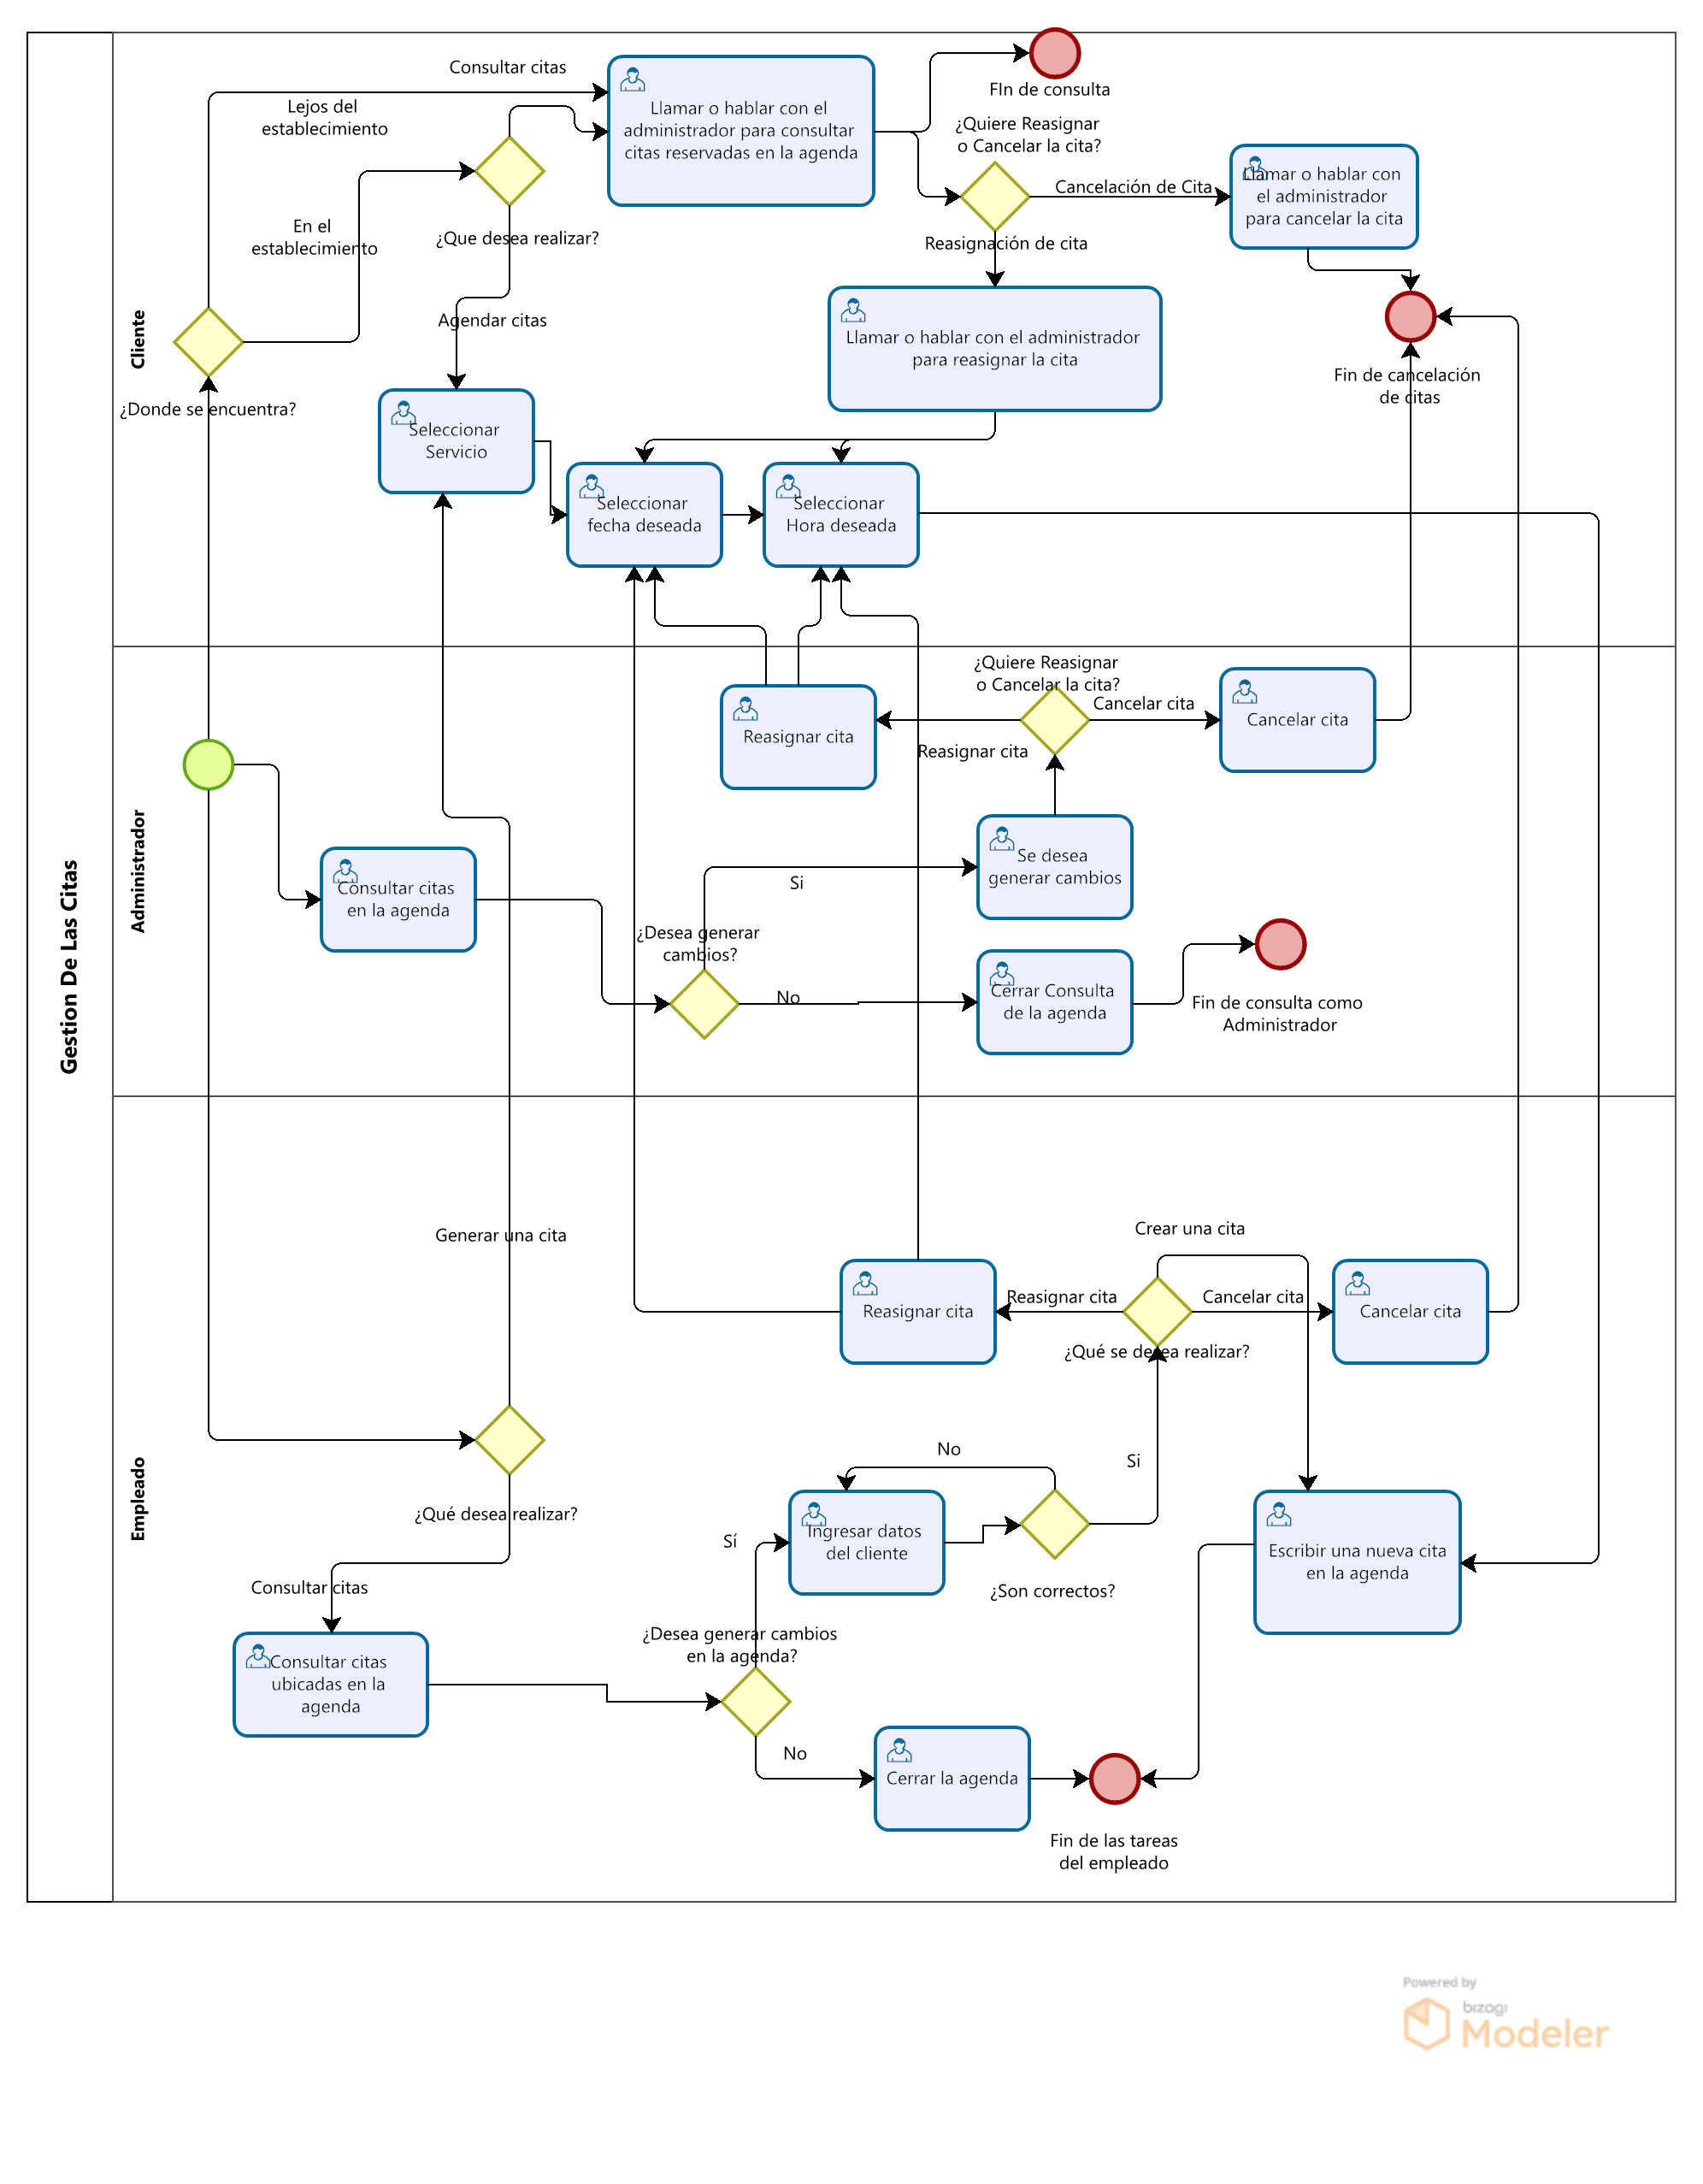 Gestion De Las Citas
Cliente
Consultar citas
Lejos del
establecimiento
En el
establecimiento
¿Que desea realizar?
Agendar citas
¿Donde se encuentra?
Llamar o hablar con el
administrador para consultar
citas reservadas en la agenda
FIn de consulta
¿Quiere Reasignar
o Cancelar la cita?
Cancelación de Cita
Llamar o hablar con
el administrador
para cancelar la cita
Reasignación de cita
Llamar o hablar con el administrador
para reasignar la cita
Fin de cancelación
de citas
Seleccionar
Servicio
Seleccionar
fecha deseada
Seleccionar
Hora deseada
Administrador
¿Quiere Reasignar
o Cancelar la cita?
Cancelar cita
Cancelar cita
Reasignar cita
Reasignar cita
Consultar citas
en la agenda
Si
Se desea
generar cambios
¿Desea generar
cambios?
No
Cerrar Consulta
de la agenda
Fin de consulta como
Administrador
Empleado
Generar una cita
Crear una cita
Reasignar cita
Reasignar cita
Cancelar cita
Cancelar cita
¿Qué se desea realizar?
No
Si
¿Qué desea realizar?
Sí
Ingresar datos
del cliente
¿Son correctos?
Escribir una nueva cita
en la agenda
Consultar citas
Consultar citas
ubicadas en la
agenda
¿Desea generar cambios
en la agenda?
No
Cerrar la agenda
Fin de las tareas
del empleado
Powered by
bizagi
Modeler